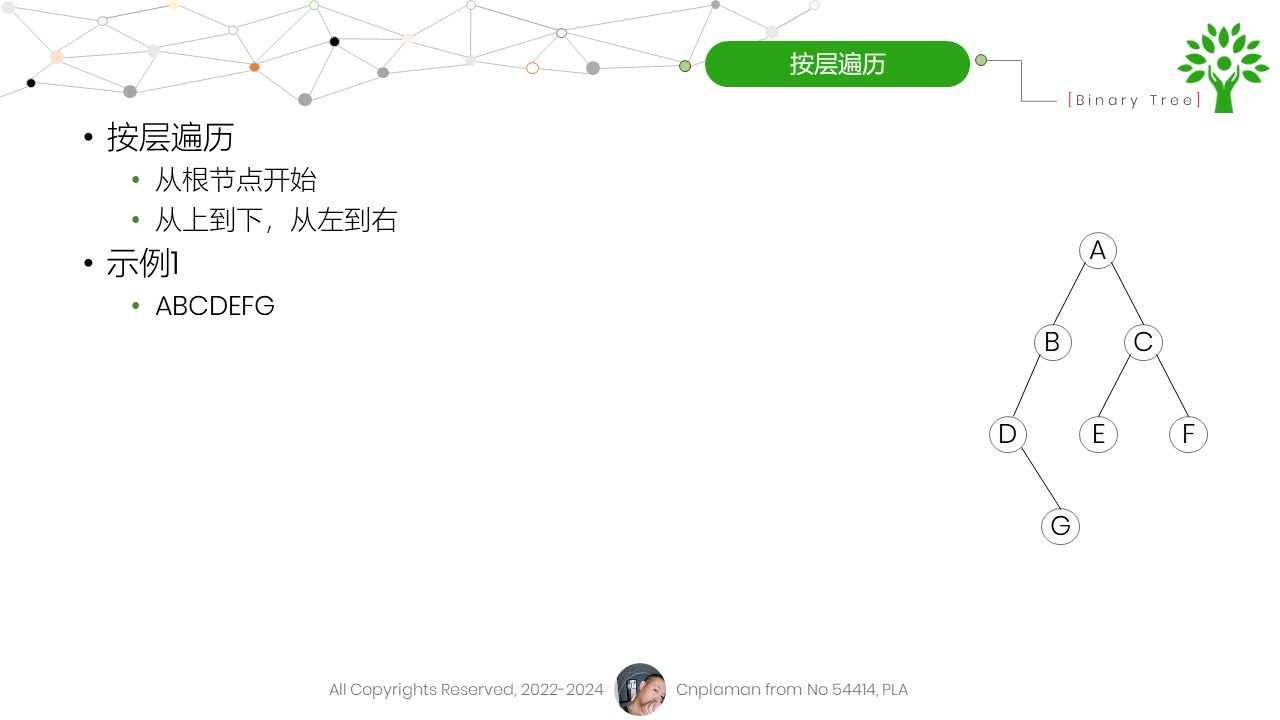 按层遍历
[Binary Tree]
• 按层遍历
• 从根节点开始
• 从上到下，从左到右
• 示例1
• ABCDEFG
A
B C
D E F
G
All Copyrights Reserved, 2022-2024 Cnplaman from No 54414, PLA